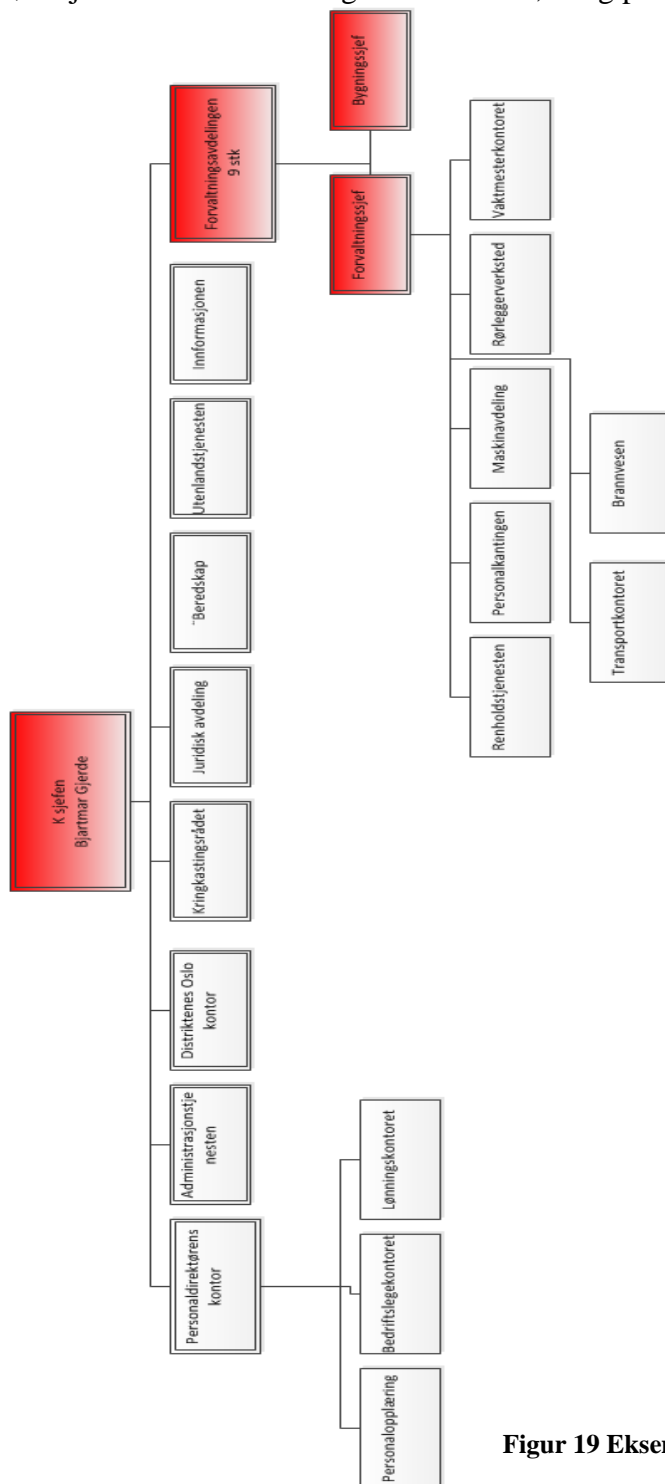 K sjefen
Bjartmar Gjerde
Personaldirektørens
kontor
Administrasjonstje
nesten
Distriktenes Oslo
kontor
Kringkastingsrådet
Juridisk avdeling
¨Beredskap
Utenlandstjenesten
Innformasjonen
Forvaltningsavdelingen
9 stk
Personalopplæring
Bedriftslegekontoret
Lønningskontoret
Forvaltningssjef
Bygningssjef
Renholdstjenesten
Personalkantingen
Maskinavdeling
Rørleggerverksted
Vaktmesterkontoret
Transportkontoret
Brannvesen
Figur 19